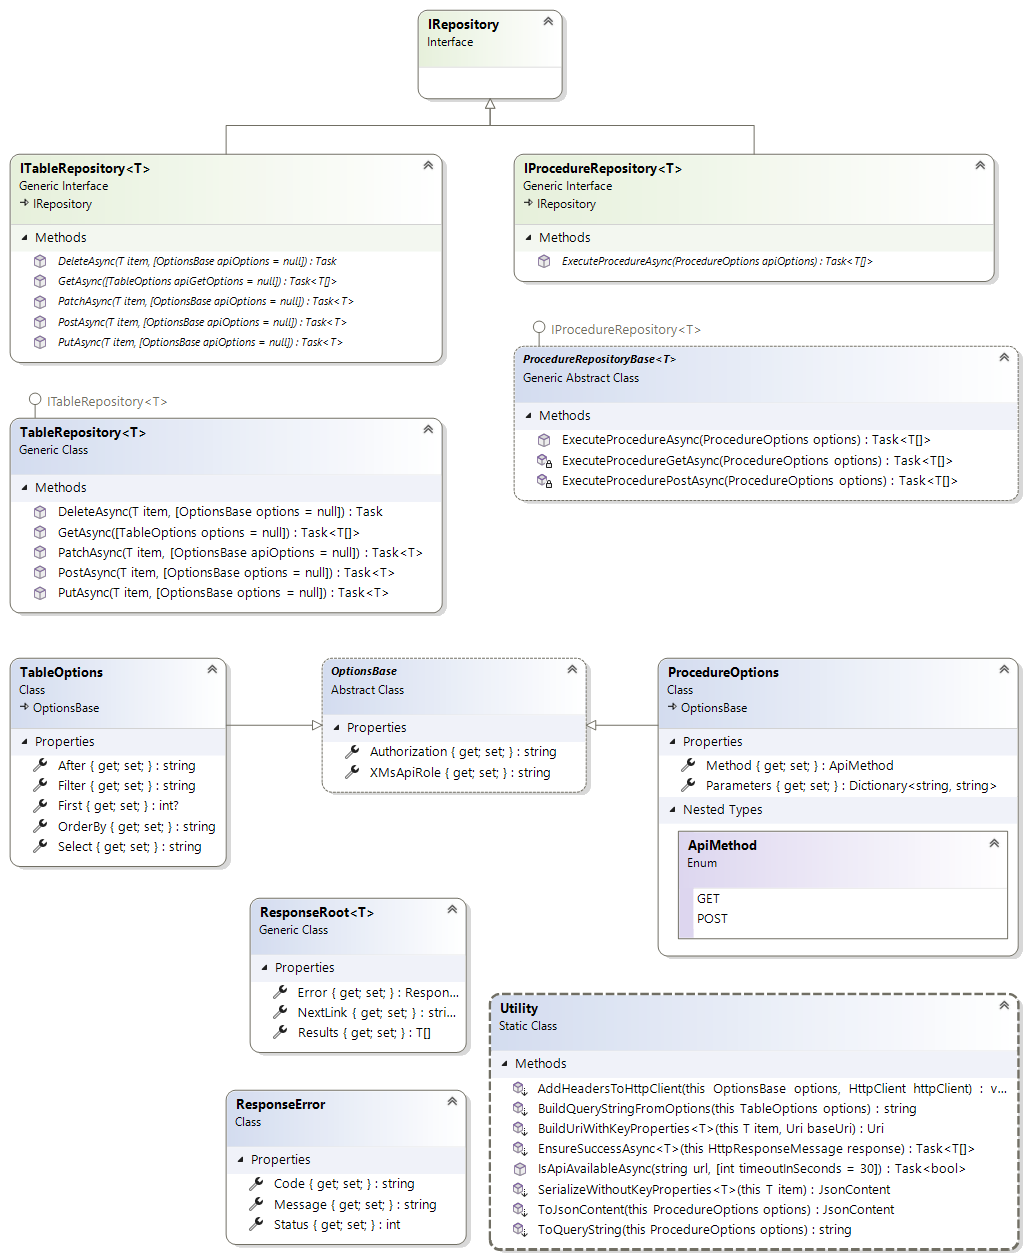 IRepository
Interface
ITableRepository<T>
Generic Interface
IRepository
Methods
DeleteAsync(T item, [OptionsBase apiOptions = null]) : Task
GetAsync([TableOptions apiGetOptions = null]) : Task<T[]>
PatchAsync(T item, [OptionsBase apiOptions = null]) : Task<T>
PostAsync(T item, [OptionsBase apiOptions = null]) : Task<T>
PutAsync(T item, [OptionsBase apiOptions = null]) : Task<T>
IProcedureRepository<T>
Generic Interface
IRepository
Methods
ExecuteProcedureAsync(ProcedureOptions apiOptions) : Task<T[]>
IProcedureRepository<T>
ProcedureRepositoryBase<T>
Generic Abstract Class
Methods
ExecuteProcedureAsync(ProcedureOptions options) : Task<T[]>
ExecuteProcedureGetAsync(ProcedureOptions options) : Task<T[]>
ExecuteProcedurePostAsync(ProcedureOptions options) : Task<T[]>
ITableRepository<T>
TableRepository<T>
Generic Class
Methods
DeleteAsync(T item, [OptionsBase options = null]) : Task
GetAsync([TableOptions options = null]) : Task<T[]>
PatchAsync(T item, [OptionsBase apiOptions = null]) : Task<T>
PostAsync(T item, [OptionsBase options = null]) : Task<T>
PutAsync(T item, [OptionsBase options = null]) : Task<T>
TableOptions
Class
OptionsBase
Properties
After { get; set; } : string
Filter { get; set; } : string
First { get; set; } : int?
OrderBy { get; set; } : string
Select { get; set; } : string
OptionsBase
Abstract Class
Properties
Authorization { get; set; } : string
XMsApiRole { get; set; } : string
ProcedureOptions
Class
OptionsBase
Properties
Method { get; set; } : ApiMethod
Parameters { get; set; } : Dictionary<string, string>
Nested Types
ApiMethod
Enum
GET
POST
ResponseRoot<T>
Generic Class
Properties
Error { get; set; } : Respon...
NextLink { get; set; } : stri...
Results { get; set; } : T[]
Utility
Static Class
Methods
AddHeadersToHttpClient(this OptionsBase options, HttpClient httpClient) : v...
BuildQueryStringFromOptions(this TableOptions options) : string
BuildUriWithKeyProperties<T>(this T item, Uri baseUri) : Uri
EnsureSuccessAsync<T>(this HttpResponseMessage response) : Task<T[]>
IsApiAvailableAsync(string url, [int timeoutInSeconds = 30]) : Task<bool>
SerializeWithoutKeyProperties<T>(this T item) : JsonContent
ToJsonContent(this ProcedureOptions options) : JsonContent
ToQueryString(this ProcedureOptions options) : string
ResponseError
Class
Properties
Code { get; set; } : string
Message { get; set; } : string
Status { get; set; } : int